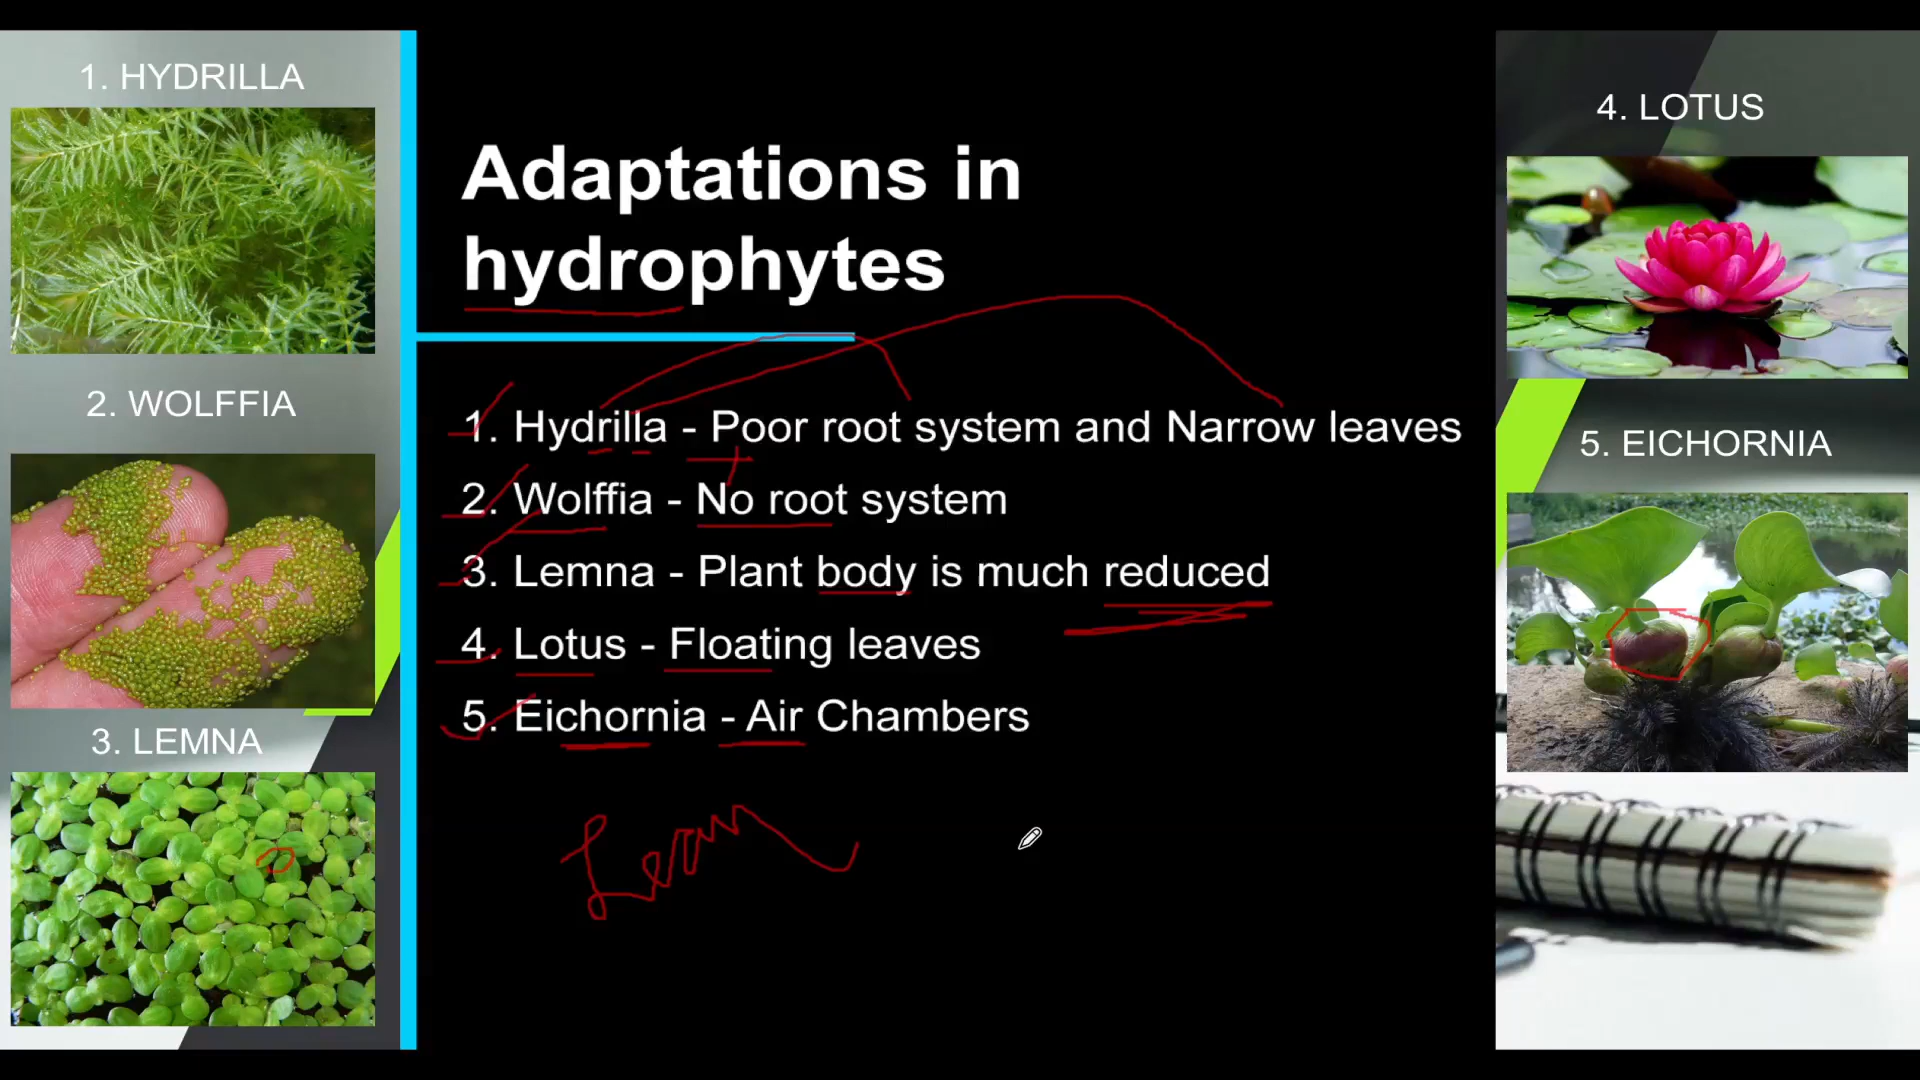 1. HYDRILLA
2. WOLFFIA
3. LEMNA
Adaptations in
hydrophytes
1. Hydrilla - Poor root system and Narrow leaves
2. Wolffia - No root system
3. Lemna - Plant body is much reduced
4. Lotus - Floating leaves
5. Eichornia - Air Chambers
4. LOTUS
5. EICHORNIA